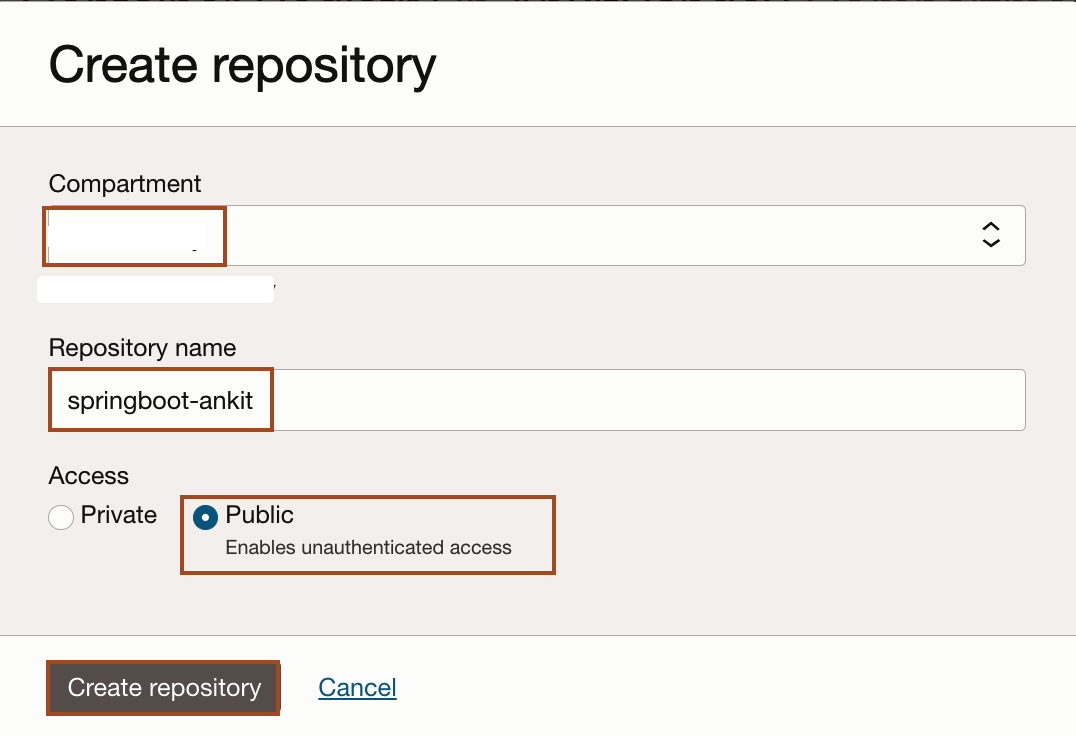 Create repository
Compartment
Repository name
springboot-ankit
Access
Private
Public
Enables unauthenticated access
Create repository
Cancel